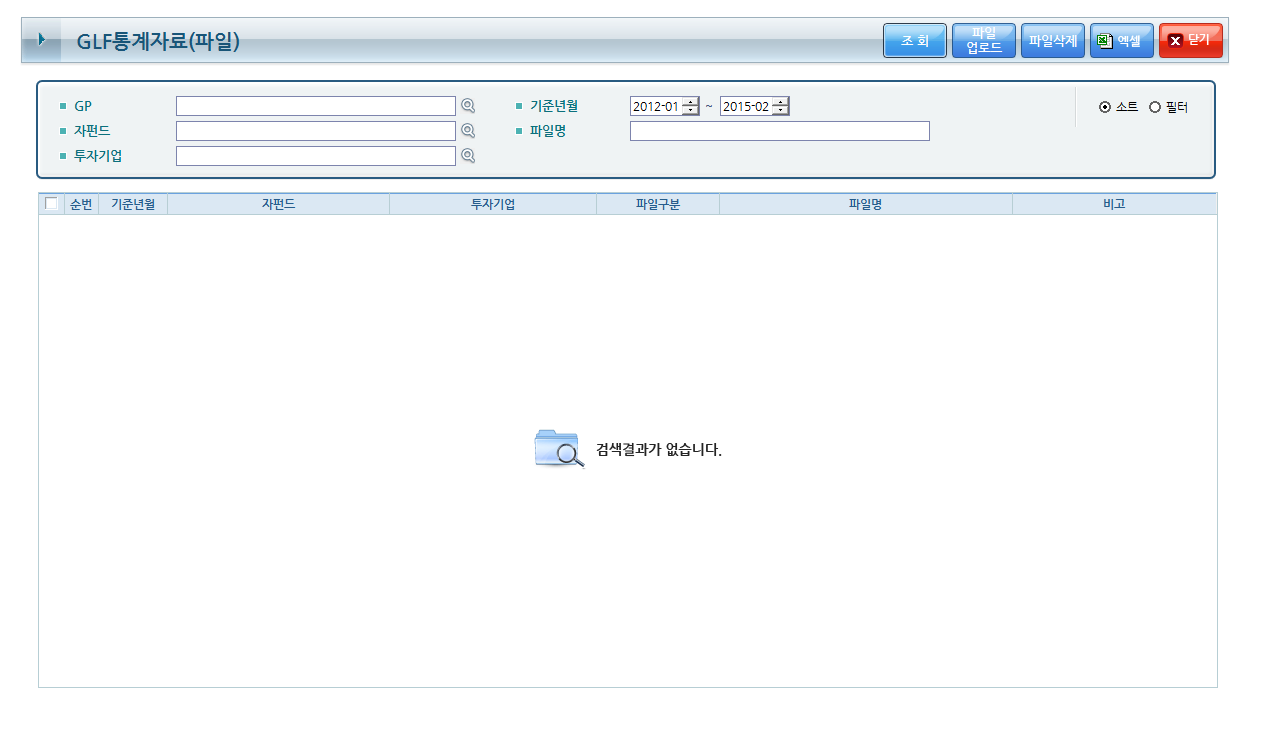 GLF통계자료(파일)
조 회
파일
업로드
파일삭제
엑셀
닫기
GP
기준년월 2012-01 ~ 2015-02
소트 필터
자펀드
파일명
투자기업
순번 기준년월 자펀드 투자기업 파일구분 파일명 비고
검색결과가 없습니다.